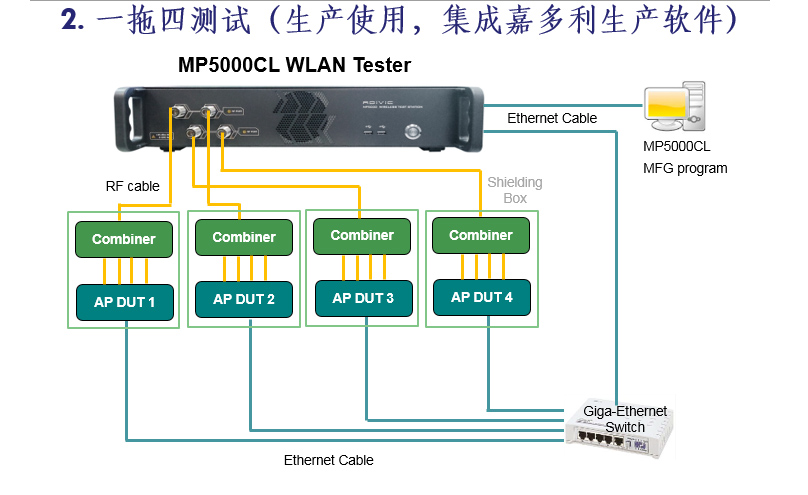 2. 一拖四测试（生产使用，集成嘉多利生产软件）
MP5000CL WLAN Tester
ADIVIC
Ethernet Cable
MP5000CL
MFG program
RF cable
Shielding
Box
Combiner
Combiner
Combiner
Combiner
AP DUT 1
AP DUT 2
AP DUT 3
AP DUT 4
Giga-Ethernet
Switch
Ethernet Cable